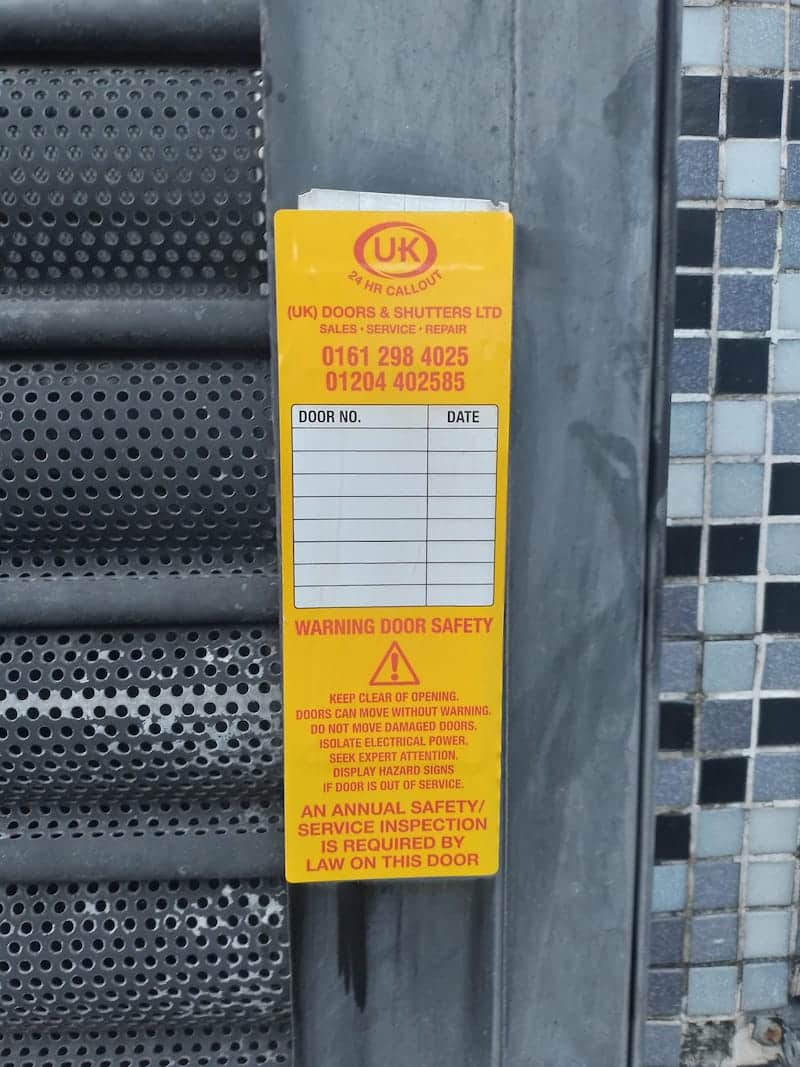 UK
24 HR CALLOUT
(UK) DOORS & SHUTTERS LTD
SALES • SERVICE • REPAIR
0161 298 4025
01204 402585
DOOR NO. DATE
WARNING DOOR SAFETY
!
KEEP CLEAR OF OPENING.
DOORS CAN MOVE WITHOUT WARNING.
DO NOT MOVE DAMAGED DOORS.
ISOLATE ELECTRICAL POWER.
SEEK EXPERT ATTENTION.
DISPLAY HAZARD SIGNS
IF DOOR IS OUT OF SERVICE.
AN ANNUAL SAFETY/
SERVICE INSPECTION
IS REQUIRED BY
LAW ON THIS DOOR